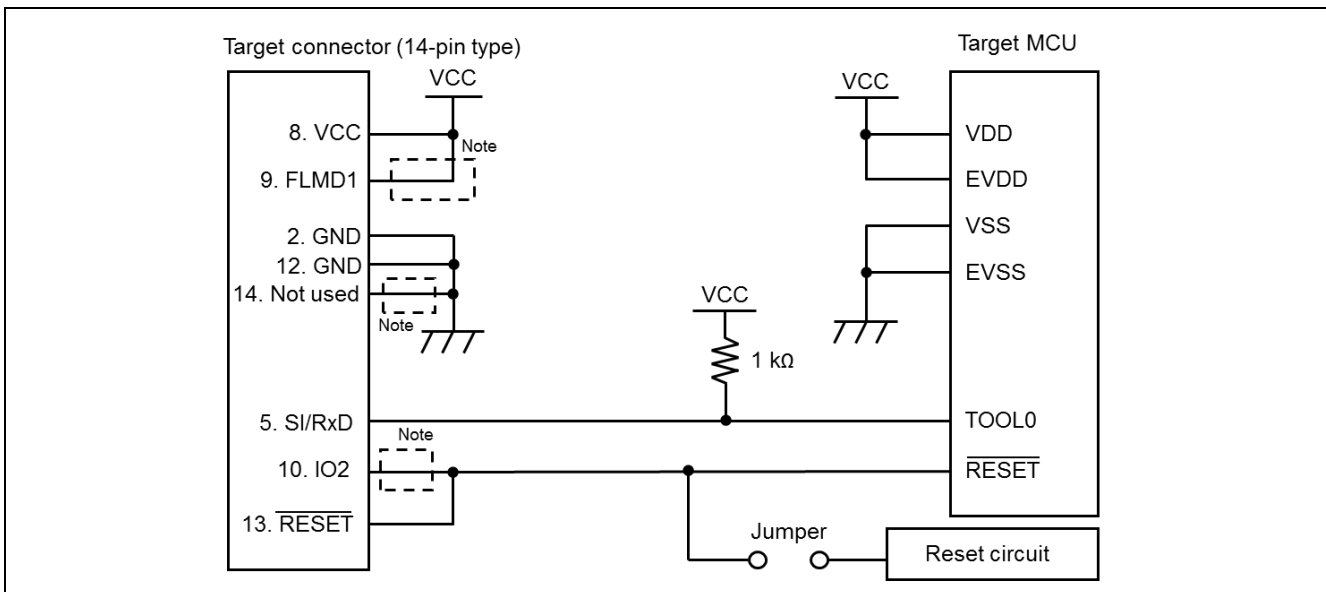 Target connector (14-pin type)
VCC
8. VCC
Note
9. FLMD1
2. GND
12. GND
14. Not used
Note
5. SI/RxD
Note
10. IO2
13. RESET
VCC
1 kΩ
Jumper
Reset circuit
Target MCU
VCC
VDD
EVDD
VSS
EVSS
TOOL0
RESET